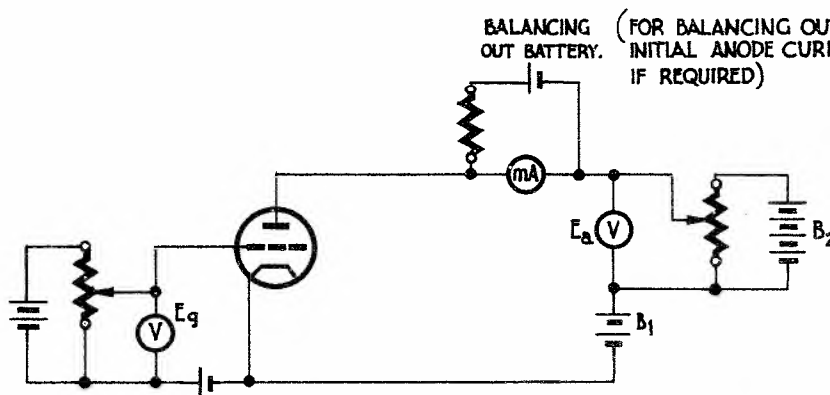 BALANCING (FOR BALANCING OU
OUT BATTERY. INITIAL ANODE CUR
IF REQUIRED)
mA
Ea V B2
Eg
V
B1